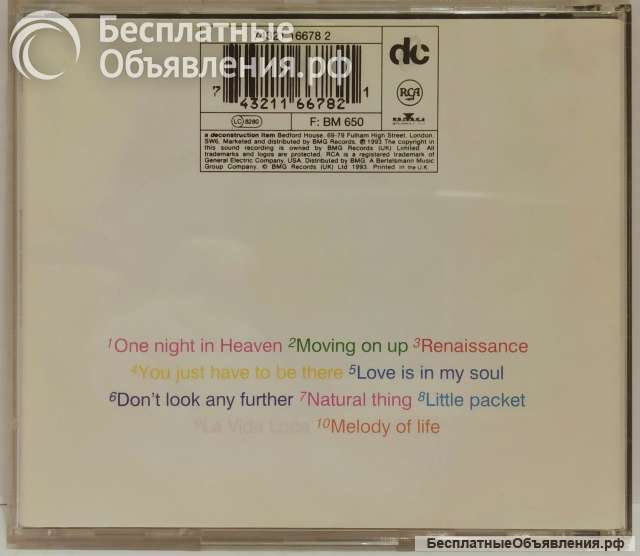 Бесплатные
Объявления.рф
74321 16678 2
dc
7 43211 66782 1
RCA
LC 8280
F: BM 650
BMG
a deconstruction item Bedford House, 69-79 Fulham High Street, London,
SW6. Marketed and distributed by BMG Records. ℗ 1993 The copyright in
this sound recording is owned by BMG Records (UK) Limited. All
trademarks and logos are protected. RCA is a registered trademark of
General Electric Company, USA. Distributed by BMG. A Bertelsmann Music
Group Company. © BMG Records (UK) Ltd 1993. Printed in the U.K.
1One night in Heaven 2Moving on up 3Renaissance
4You just have to be there 5Love is in my soul
6Don't look any further 7Natural thing 8Little packet
9La Vida Loca 10Melody of life
БесплатныеОбъявления.рф